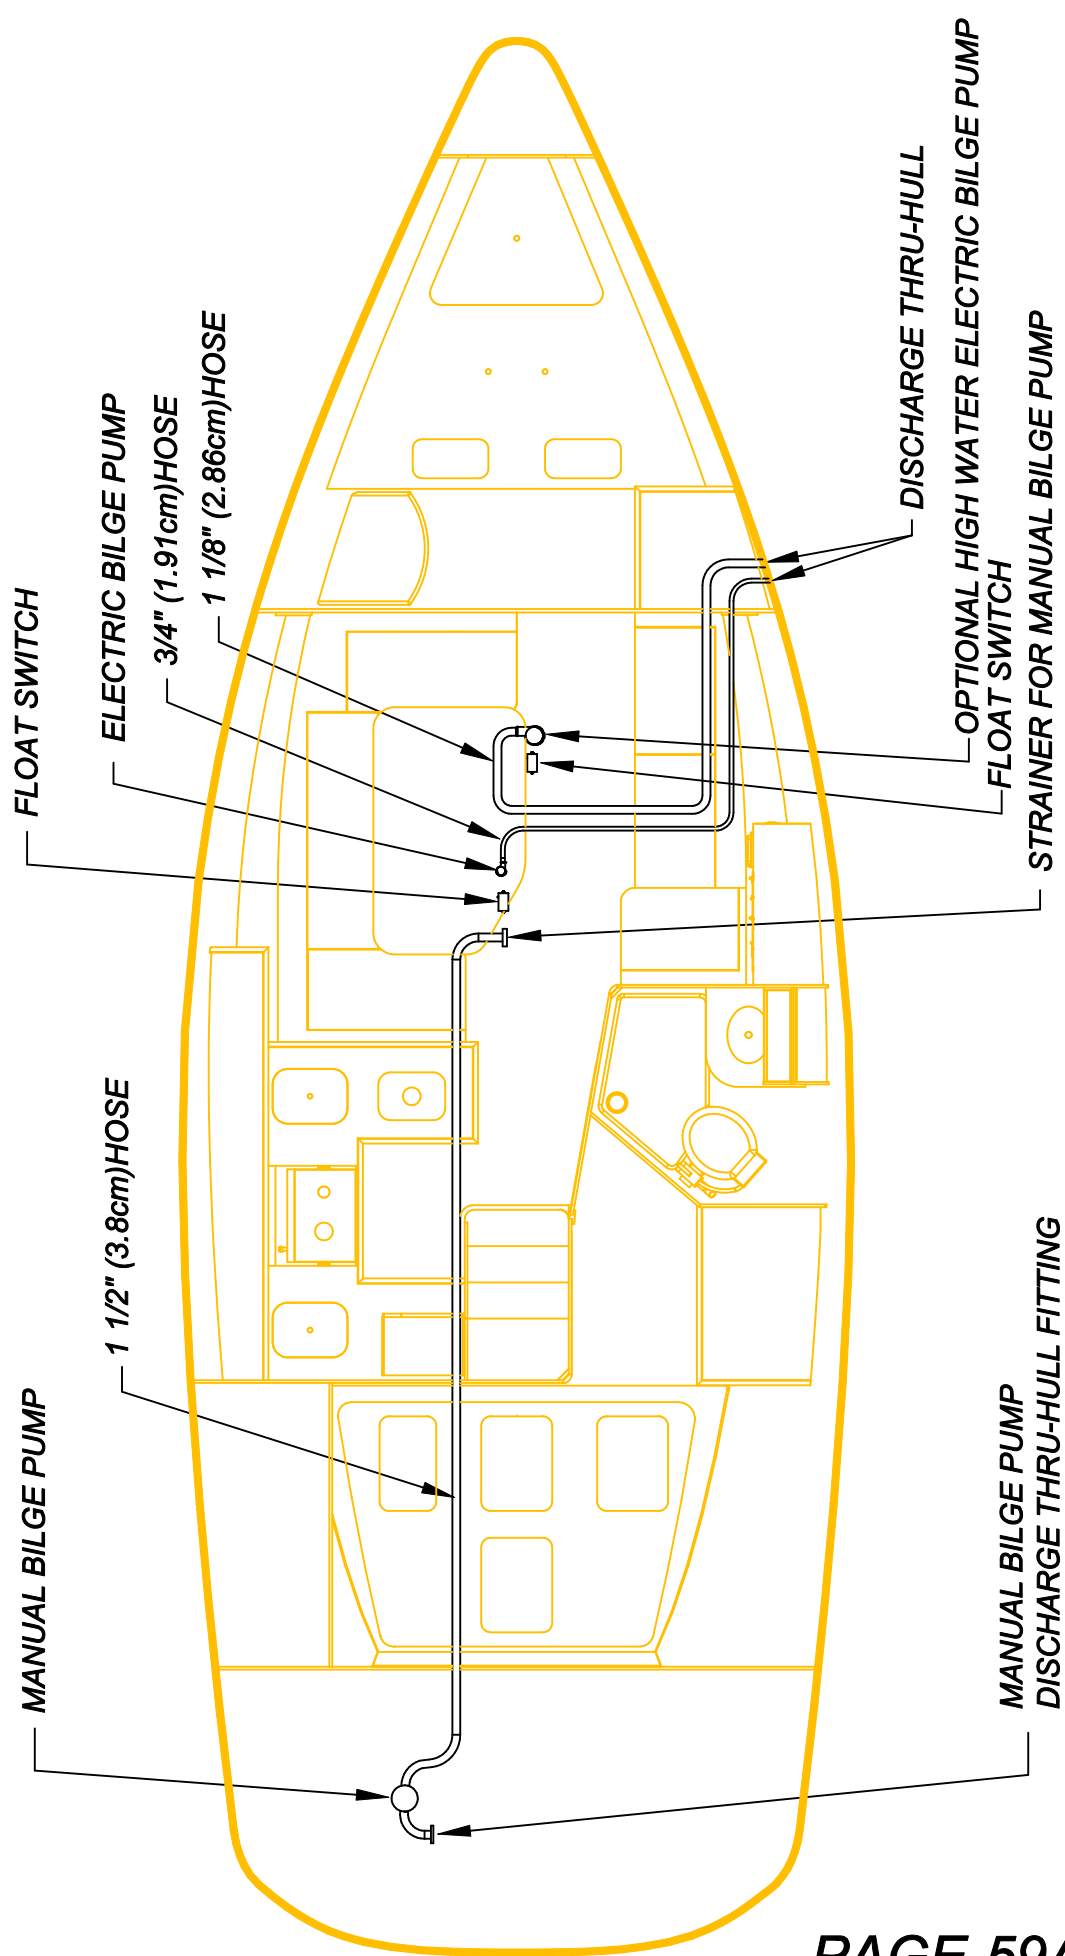 FLOAT SWITCH
ELECTRIC BILGE PUMP
3/4" (1.91cm)HOSE
1 1/8" (2.86cm)HOSE
DISCHARGE THRU-HULL
OPTIONAL HIGH WATER ELECTRIC BILGE PUMP
FLOAT SWITCH
STRAINER FOR MANUAL BILGE PUMP
1 1/2" (3.8cm)HOSE
MANUAL BILGE PUMP
MANUAL BILGE PUMP
DISCHARGE THRU-HULL FITTING
PAGE 59A